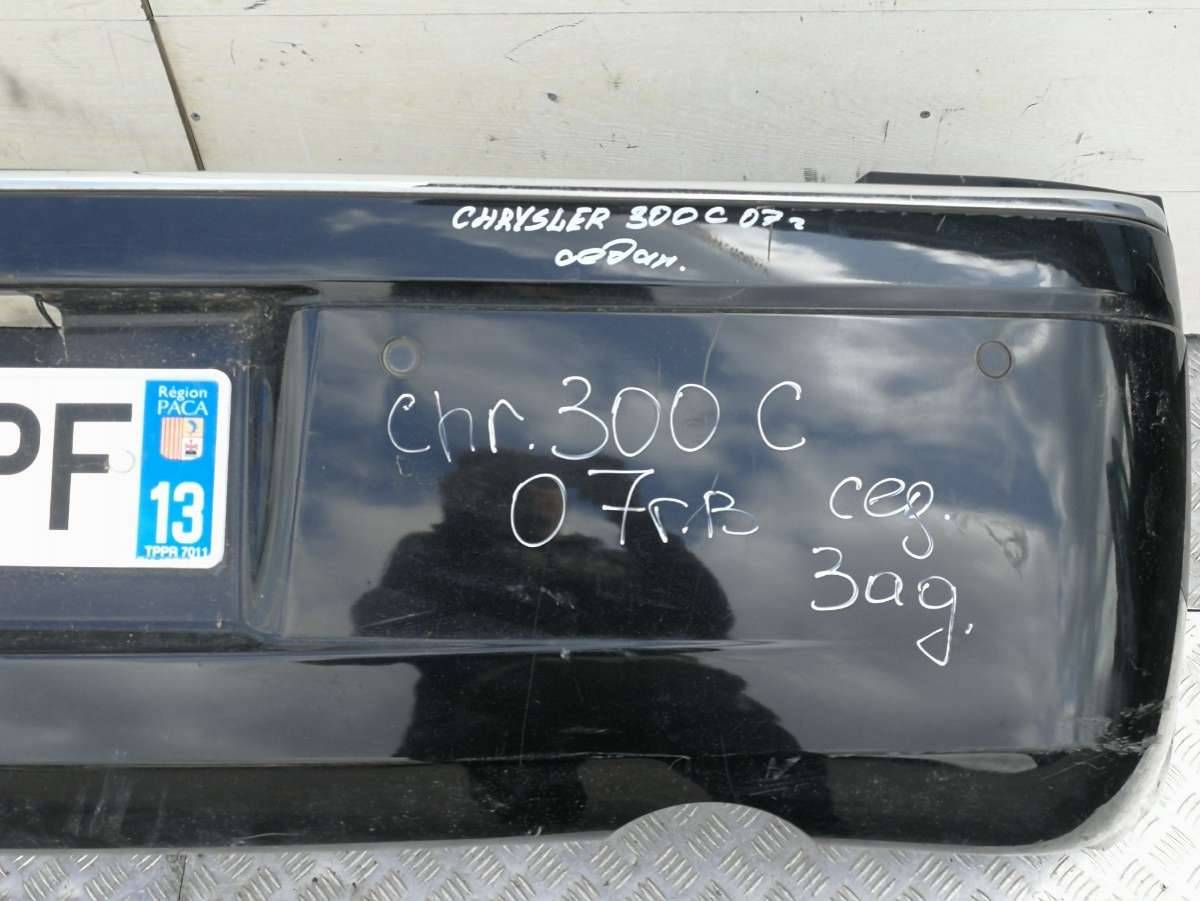 CHRYSLER 300C 07г
седан.
chr. 300 C
07г.в сед.
Зад.
PF
Région
PACA
13
TPPR 7011